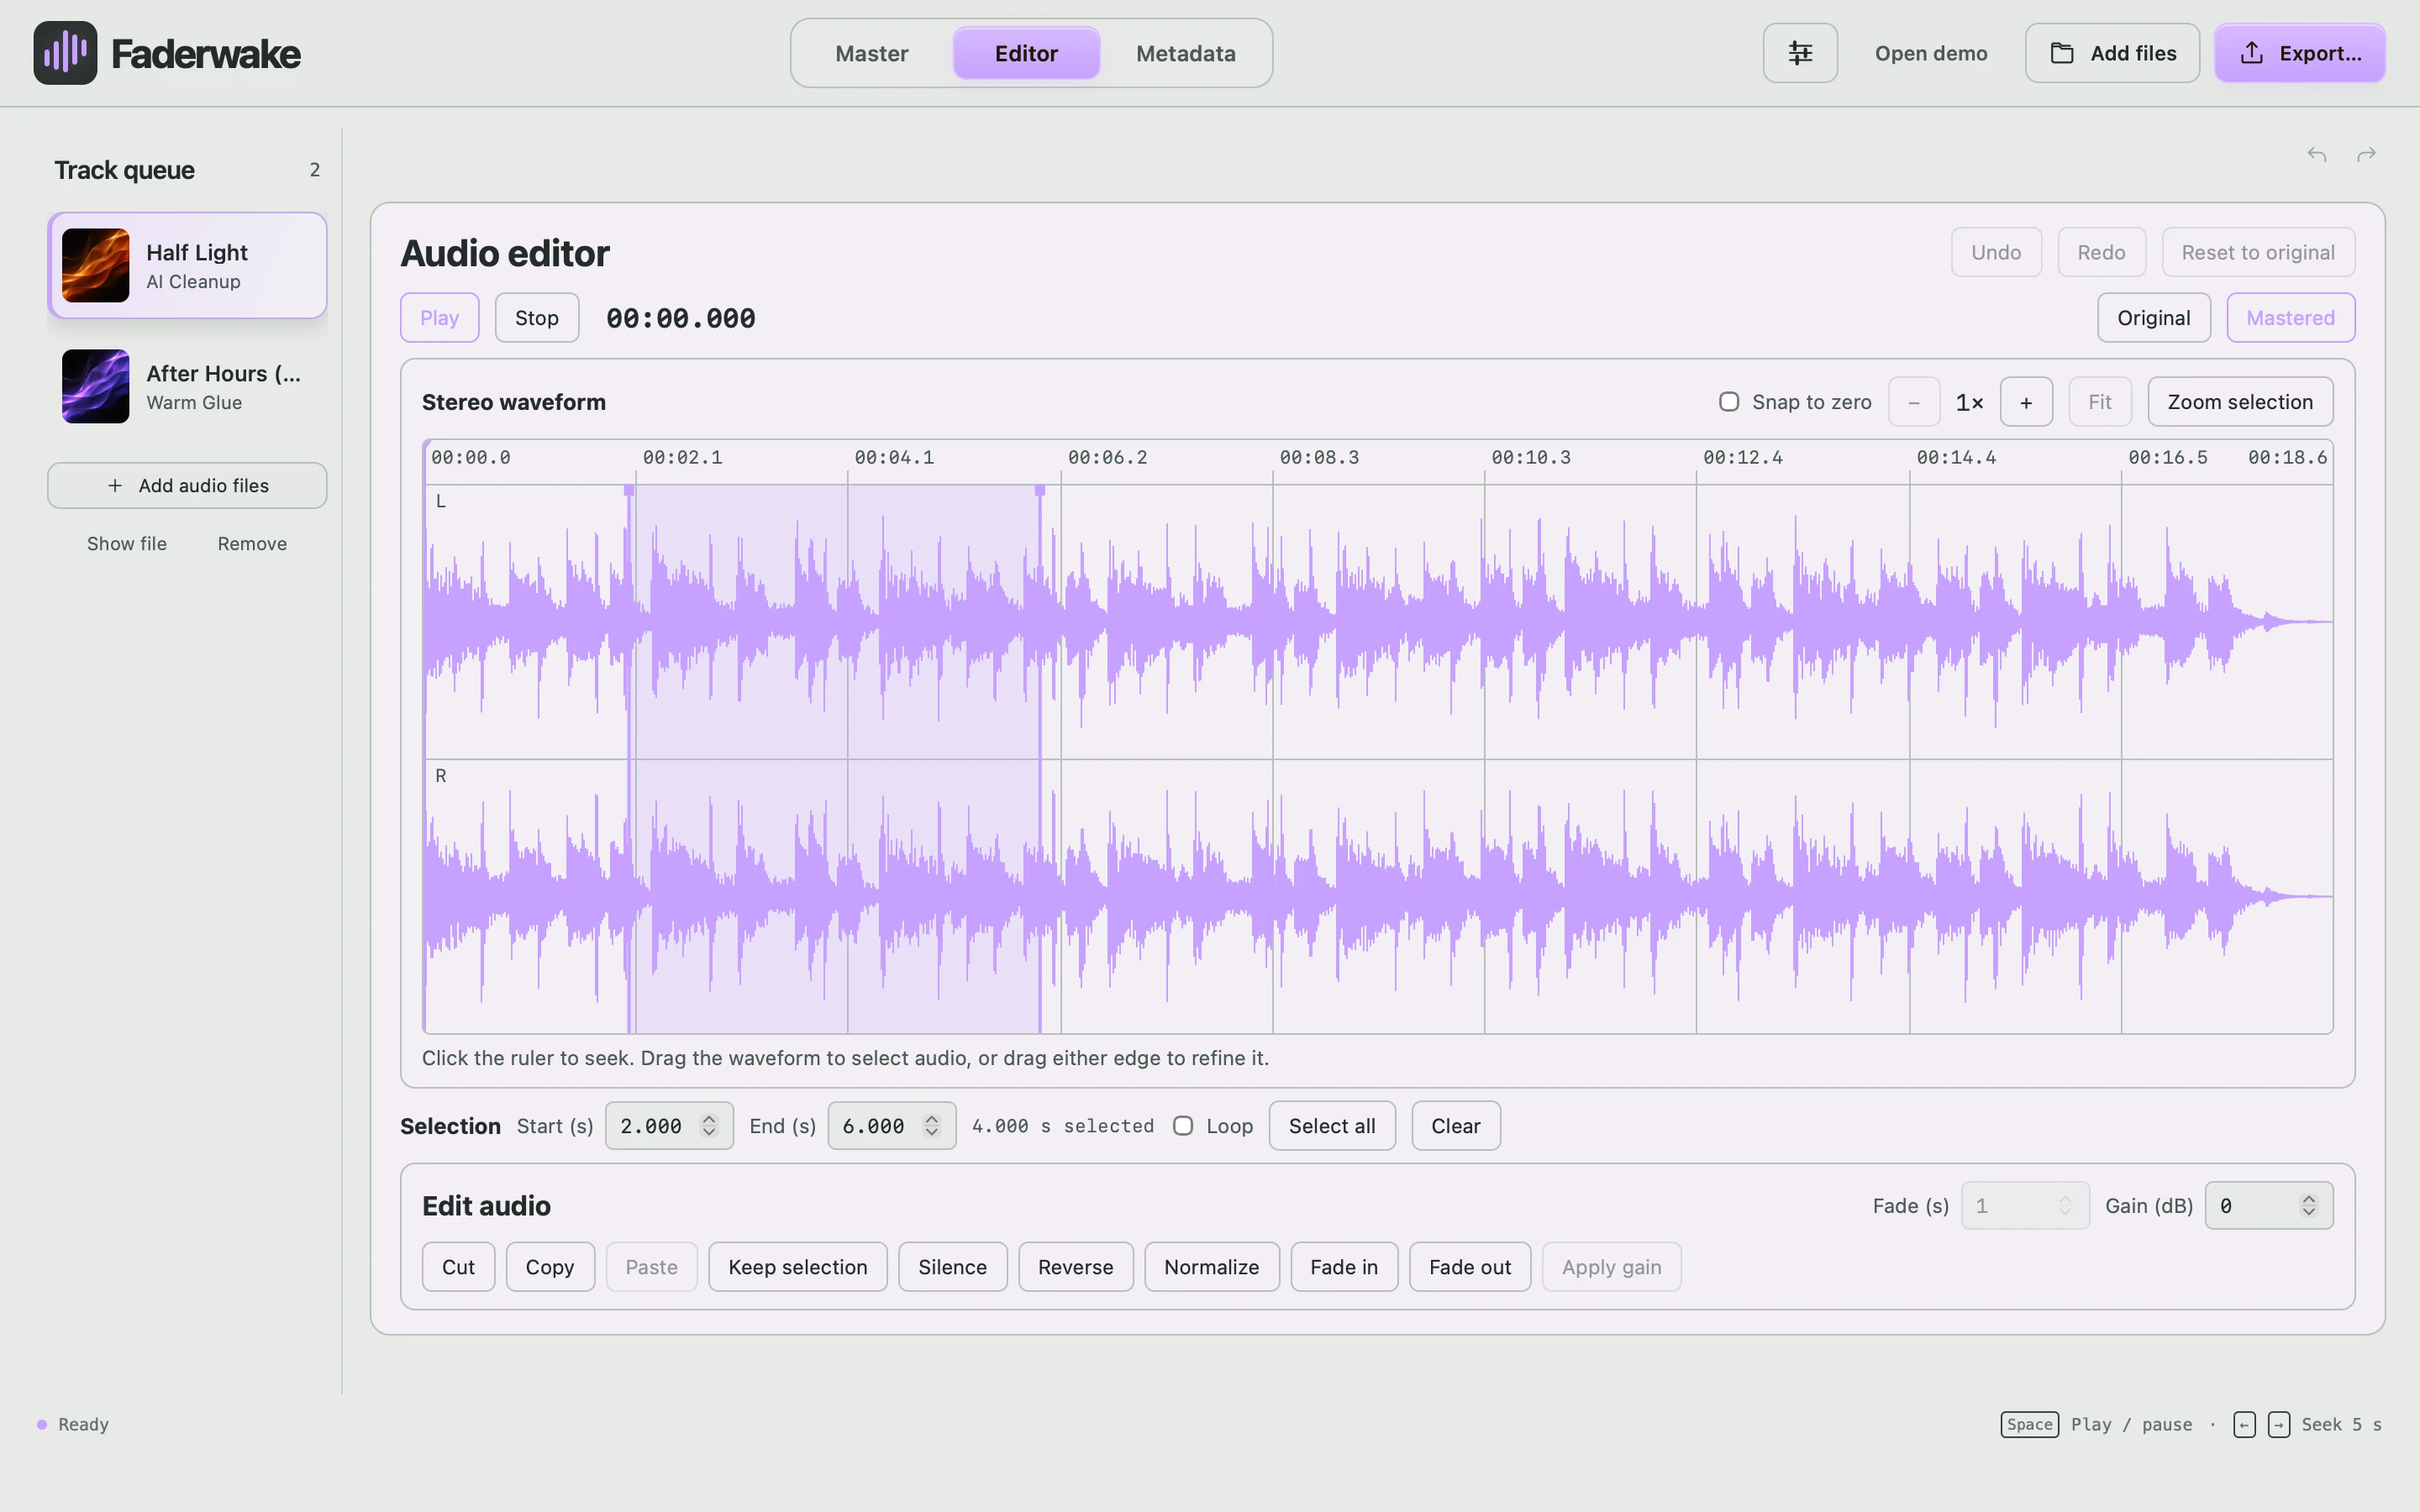 Faderwake
Master Editor Metadata
Open demo Add files Export...
Track queue 2
Half Light
AI Cleanup
After Hours (...
Warm Glue
+ Add audio files
Show file Remove
Audio editor
Undo Redo Reset to original
Play Stop 00:00.000
Original Mastered
Stereo waveform
Snap to zero − 1× + Fit Zoom selection
00:00.0 00:02.1 00:04.1 00:06.2 00:08.3 00:10.3 00:12.4 00:14.4 00:16.5 00:18.6
L
R
Click the ruler to seek. Drag the waveform to select audio, or drag either edge to refine it.
Selection Start (s) 2.000 End (s) 6.000 4.000 s selected Loop Select all Clear
Edit audio
Fade (s) 1 Gain (dB) 0
Cut Copy Paste Keep selection Silence Reverse Normalize Fade in Fade out Apply gain
Ready
Space Play / pause · ← → Seek 5 s